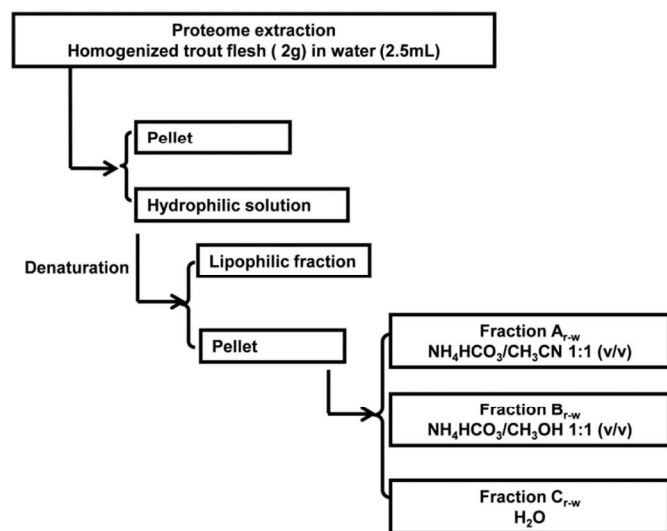 Proteome extraction
Homogenized trout flesh ( 2g) in water (2.5mL)
Pellet
Hydrophilic solution
Denaturation
Lipophilic fraction
Pellet
Fraction Ar-w
NH4HCO3/CH3CN 1:1 (v/v)
Fraction Br-w
NH4HCO3/CH3OH 1:1 (v/v)
Fraction Cr-w
H2O